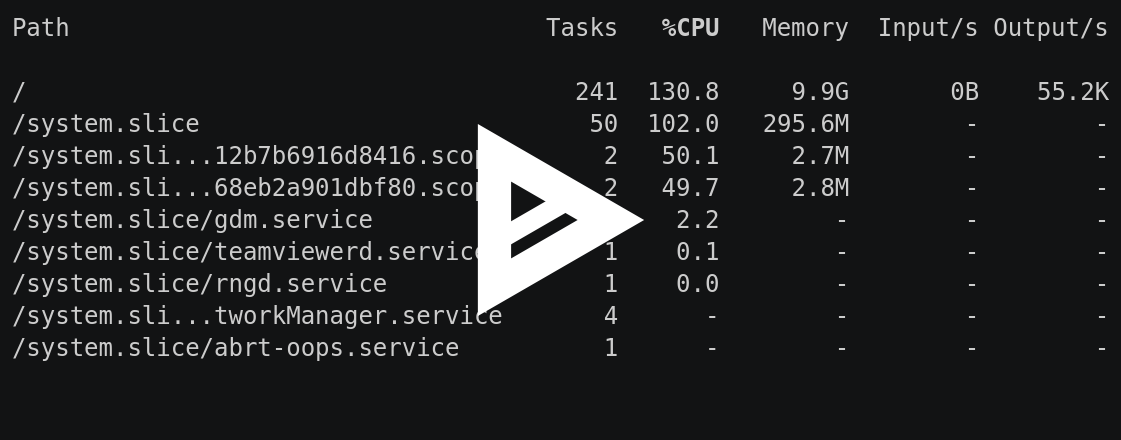 Path Tasks %CPU Memory Input/s Output/s
/ 241 130.8 9.9G 0B 55.2K
/system.slice 50 102.0 295.6M - -
/system.sli...12b7b6916d8416.scop 2 50.1 2.7M - -
/system.sli...68eb2a901dbf80.scop 2 49.7 2.8M - -
/system.slice/gdm.service 2.2 - - -
/system.slice/teamviewerd.service 1 0.1 - - -
/system.slice/rngd.service 1 0.0 - - -
/system.sli...tworkManager.service 4 - - - -
/system.slice/abrt-oops.service 1 - - - -